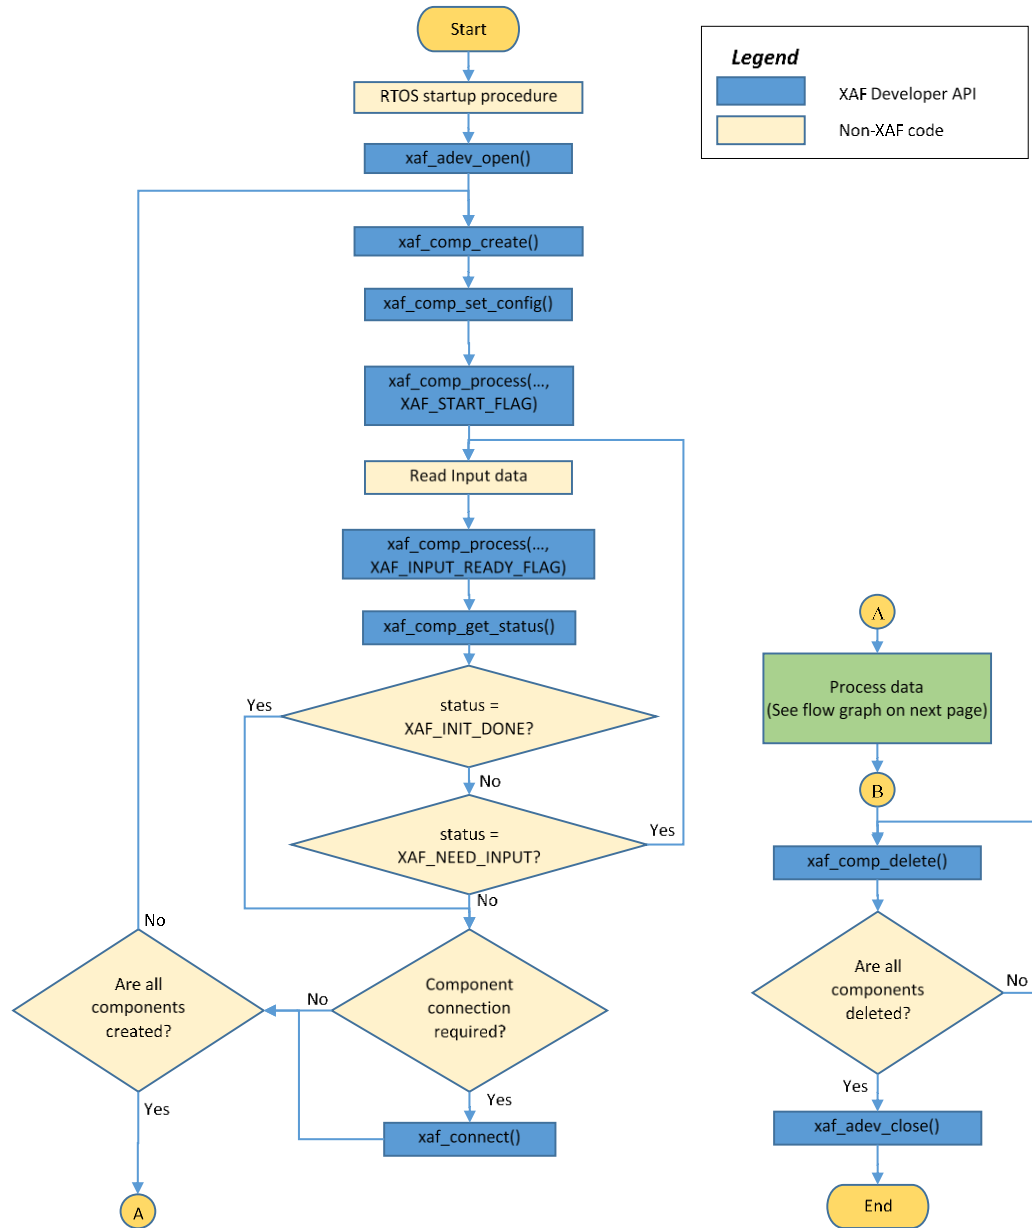 Start
Legend
XAF Developer API
Non-XAF code
RTOS startup procedure
xaf_adev_open()
xaf_comp_create()
xaf_comp_set_config()
xaf_comp_process(...,
XAF_START_FLAG)
Read Input data
xaf_comp_process(...,
XAF_INPUT_READY_FLAG)
xaf_comp_get_status()
Yes
status =
XAF_INIT_DONE?
No
status =
XAF_NEED_INPUT?
Yes
No
No
Are all
components
created?
No
Component
connection
required?
Yes
Yes
xaf_connect()
A
A
Process data
(See flow graph on next page)
B
xaf_comp_delete()
Are all
components
deleted?
No
Yes
xaf_adev_close()
End